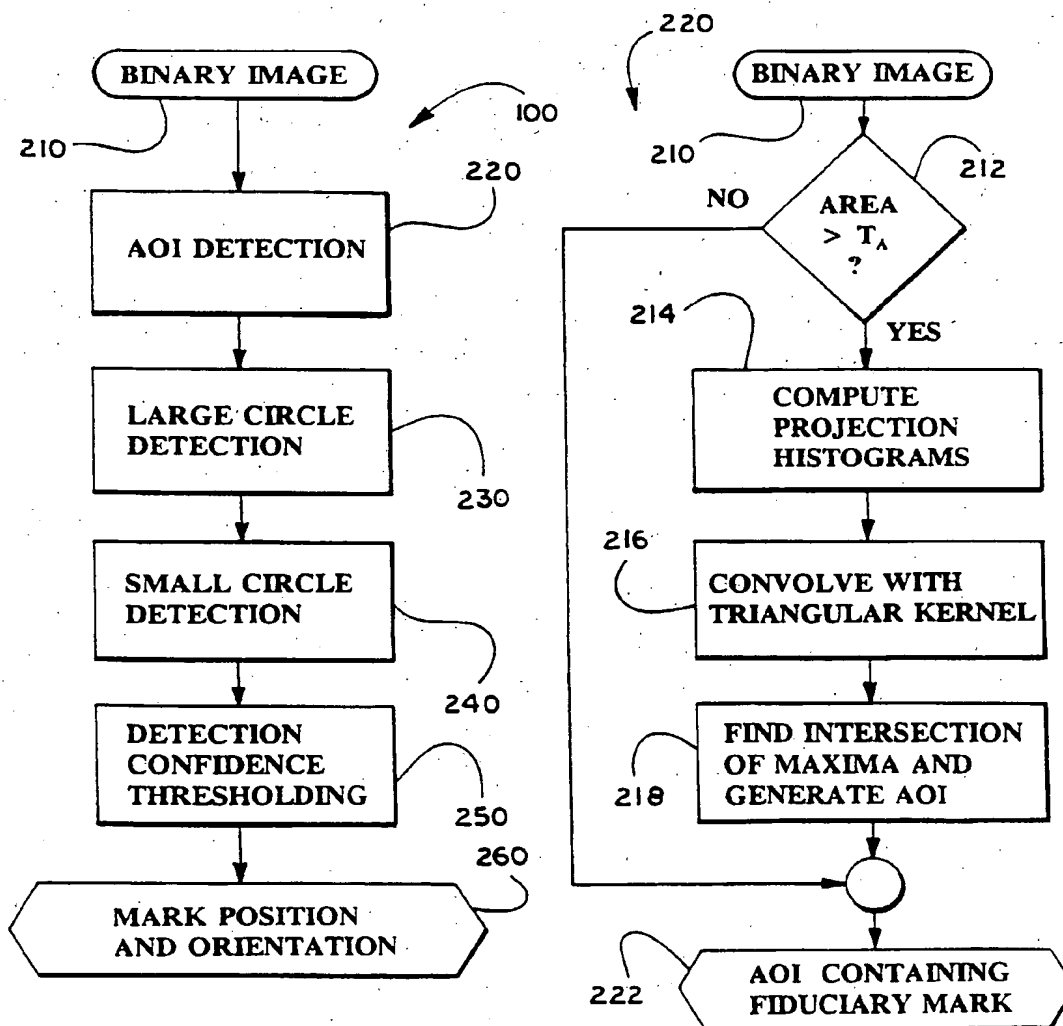 BINARY IMAGE
210
100
220
AOI DETECTION
LARGE CIRCLE
DETECTION
230
SMALL CIRCLE
DETECTION
240
DETECTION
CONFIDENCE
THRESHOLDING
250
260
MARK POSITION
AND ORIENTATION
220
BINARY IMAGE
210
212
NO
AREA
> T_A
?
YES
214
COMPUTE
PROJECTION
HISTOGRAMS
216
CONVOLVE WITH
TRIANGULAR KERNEL
FIND INTERSECTION
OF MAXIMA AND
GENERATE AOI
218
AOI CONTAINING
FIDUCIARY MARK
222